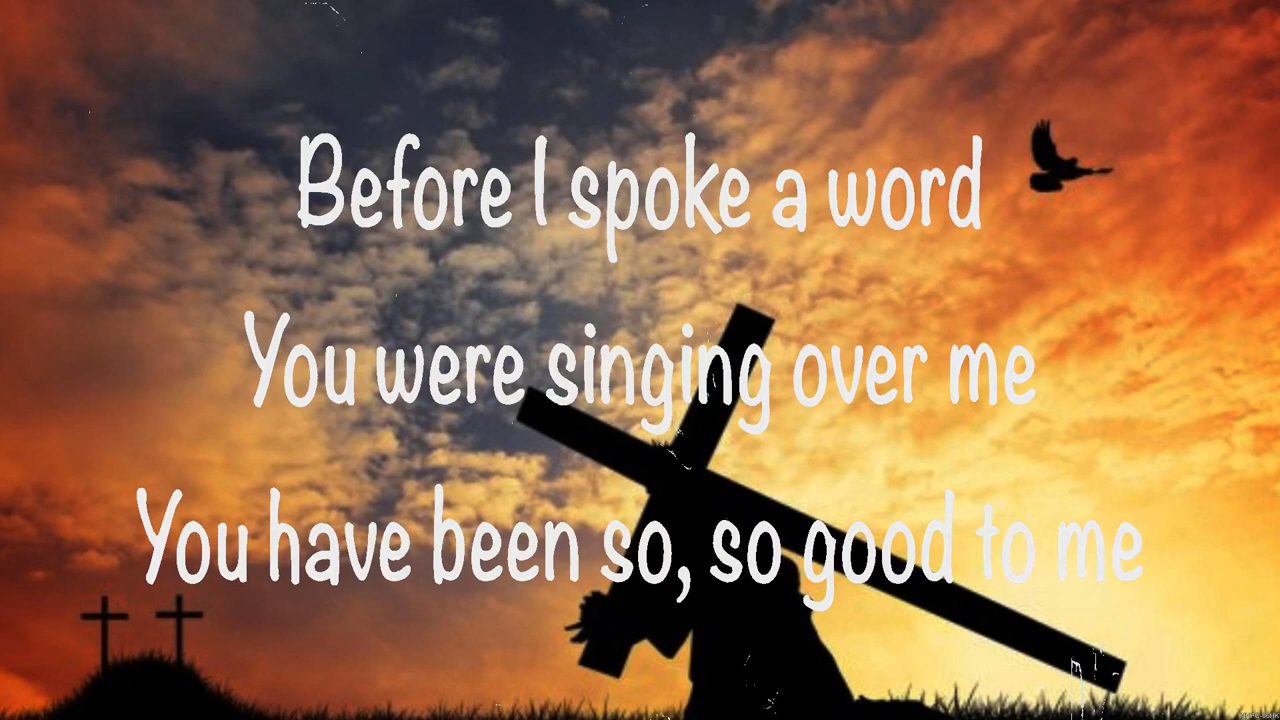 Before I spoke a word
You were singing over me
You have been so, so good to me